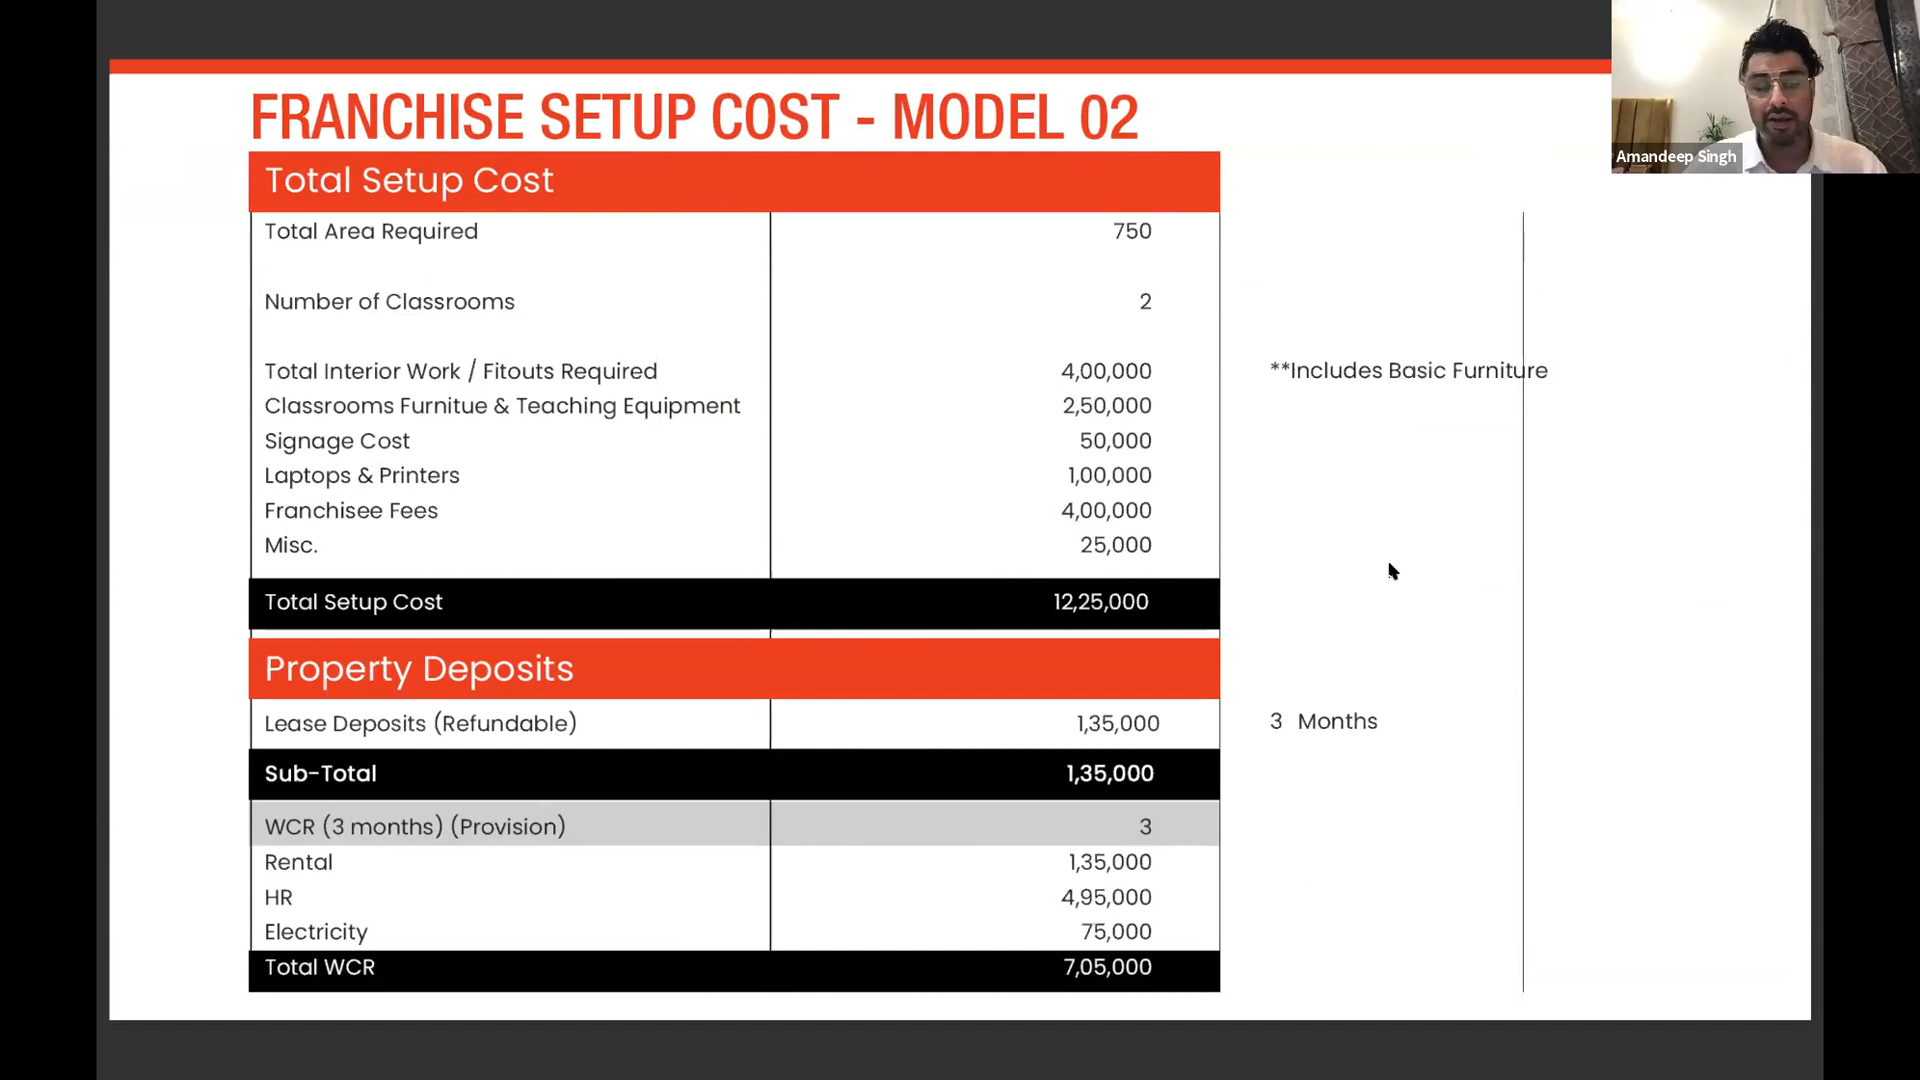 FRANCHISE SETUP COST - MODEL 02
Amandeep Singh
Total Setup Cost
Total Area Required 750
Number of Classrooms 2
Total Interior Work / Fitouts Required 4,00,000 **Includes Basic Furniture
Classrooms Furnitue & Teaching Equipment 2,50,000
Signage Cost 50,000
Laptops & Printers 1,00,000
Franchisee Fees 4,00,000
Misc. 25,000
Total Setup Cost 12,25,000
Property Deposits
Lease Deposits (Refundable) 1,35,000 3 Months
Sub-Total 1,35,000
WCR (3 months) (Provision) 3
Rental 1,35,000
HR 4,95,000
Electricity 75,000
Total WCR 7,05,000